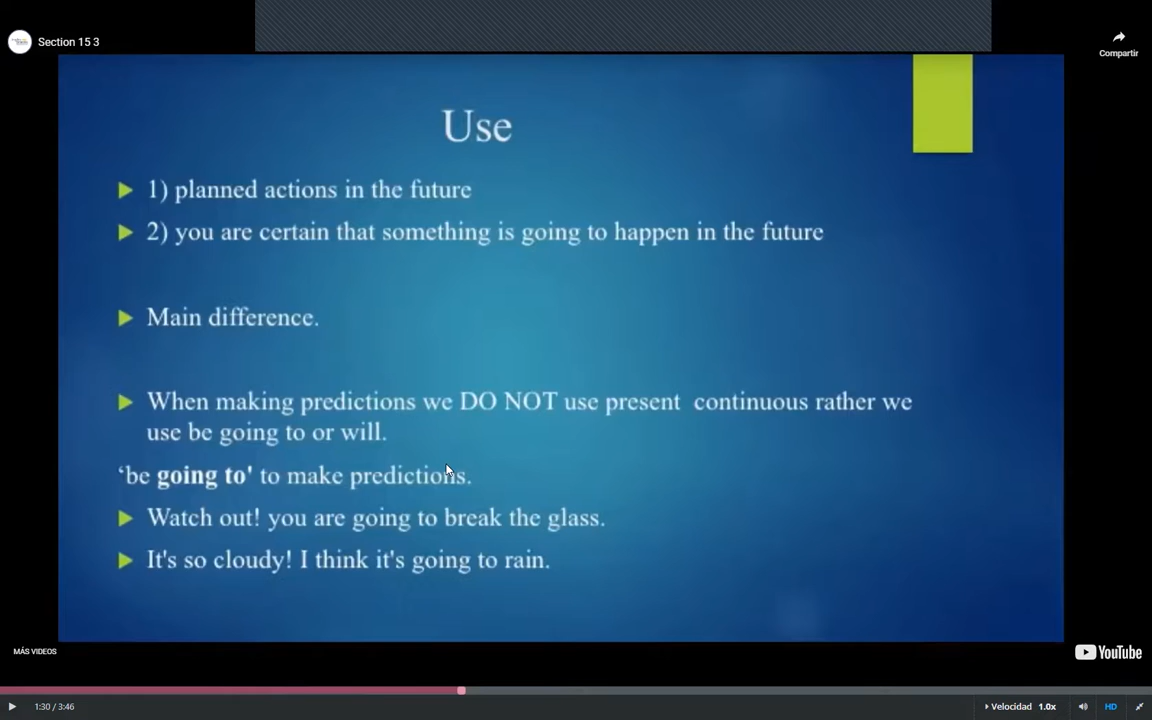 Section 15 3
Compartir
Use
1) planned actions in the future
2) you are certain that something is going to happen in the future
Main difference.
When making predictions we DO NOT use present continuous rather we
use be going to or will.
‘be going to' to make predictions.
Watch out! you are going to break the glass.
It's so cloudy! I think it's going to rain.
MÁS VIDEOS
YouTube
1:30 / 3:46
Velocidad 1.0x
HD